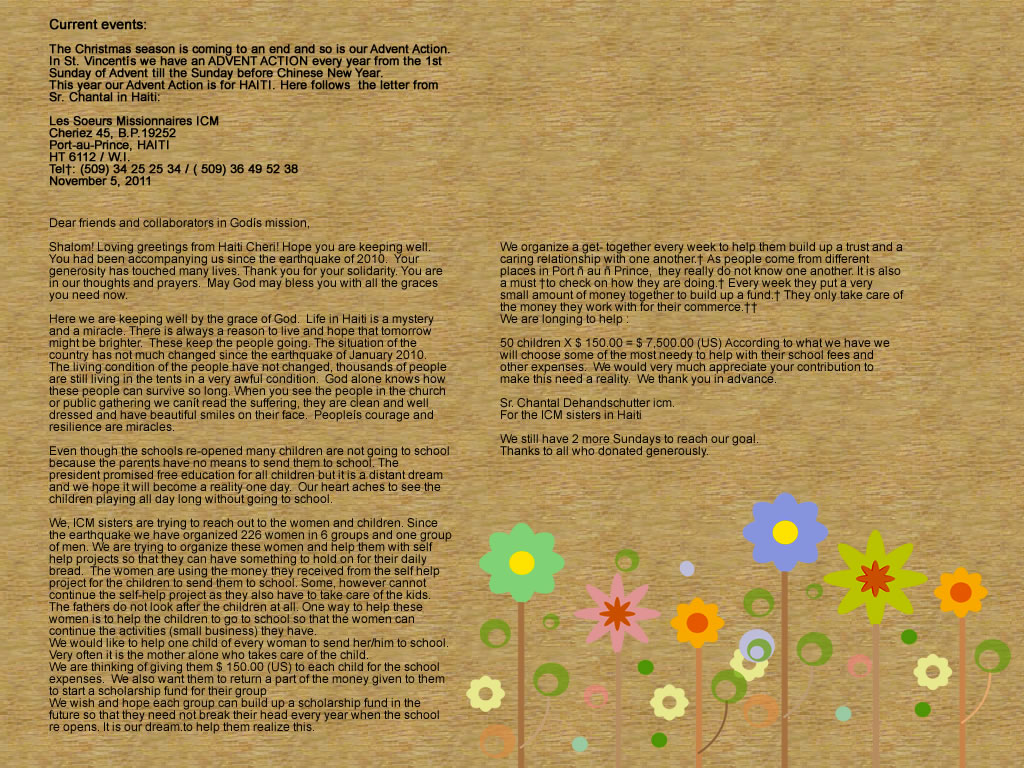 Current events:
The Christmas season is coming to an end and so is our Advent Action.
In St. Vincentís we have an ADVENT ACTION every year from the 1st
Sunday of Advent till the Sunday before Chinese New Year.
This year our Advent Action is for HAITI. Here follows  the letter from
Sr. Chantal in Haiti:
Les Soeurs Missionnaires ICM
Cheriez 45, B.P.19252
Port-au-Prince, HAITI
HT 6112 / W.I.
Tel†: (509) 34 25 25 34 / ( 509) 36 49 52 38
November 5, 2011
Dear friends and collaborators in Godís mission,
Shalom! Loving greetings from Haiti Cheri! Hope you are keeping well.
You had been accompanying us since the earthquake of 2010.  Your
generosity has touched many lives. Thank you for your solidarity. You are
in our thoughts and prayers.  May God may bless you with all the graces
you need now.
Here we are keeping well by the grace of God.  Life in Haiti is a mystery
and a miracle. There is always a reason to live and hope that tomorrow
might be brighter.  These keep the people going. The situation of the
country has not much changed since the earthquake of January 2010.
The living condition of the people have not changed, thousands of people
are still living in the tents in a very awful condition.  God alone knows how
these people can survive so long. When you see the people in the church
or public gathering we canít read the suffering, they are clean and well
dressed and have beautiful smiles on their face.  Peopleís courage and
resilience are miracles.
Even though the schools re-opened many children are not going to school
because the parents have no means to send them to school. The
president promised free education for all children but it is a distant dream
and we hope it will become a reality one day.  Our heart aches to see the
children playing all day long without going to school.
We, ICM sisters are trying to reach out to the women and children. Since
the earthquake we have organized 226 women in 6 groups and one group
of men. We are trying to organize these women and help them with self
help projects so that they can have something to hold on for their daily
bread.  The women are using the money they received from the self help
project for the children to send them to school. Some, however cannot
continue the self-help project as they also have to take care of the kids.
The fathers do not look after the children at all. One way to help these
women is to help the children to go to school so that the women can
continue the activities (small business) they have.
We would like to help one child of every woman to send her/him to school.
Very often it is the mother alone who takes care of the child.
We are thinking of giving them $ 150.00 (US) to each child for the school
expenses.  We also want them to return a part of the money given to them
to start a scholarship fund for their group
We wish and hope each group can build up a scholarship fund in the
future so that they need not break their head every year when the school
re opens. It is our dream.to help them realize this.
We organize a get- together every week to help them build up a trust and a
caring relationship with one another.† As people come from different
places in Port ñ au ñ Prince,  they really do not know one another. It is also
a must †to check on how they are doing.† Every week they put a very
small amount of money together to build up a fund.† They only take care of
the money they work with for their commerce.††
We are longing to help :
50 children X $ 150.00 = $ 7,500.00 (US) According to what we have we
will choose some of the most needy to help with their school fees and
other expenses.  We would very much appreciate your contribution to
make this need a reality.  We thank you in advance.
Sr. Chantal Dehandschutter icm.
For the ICM sisters in Haiti
We still have 2 more Sundays to reach our goal.
Thanks to all who donated generously.